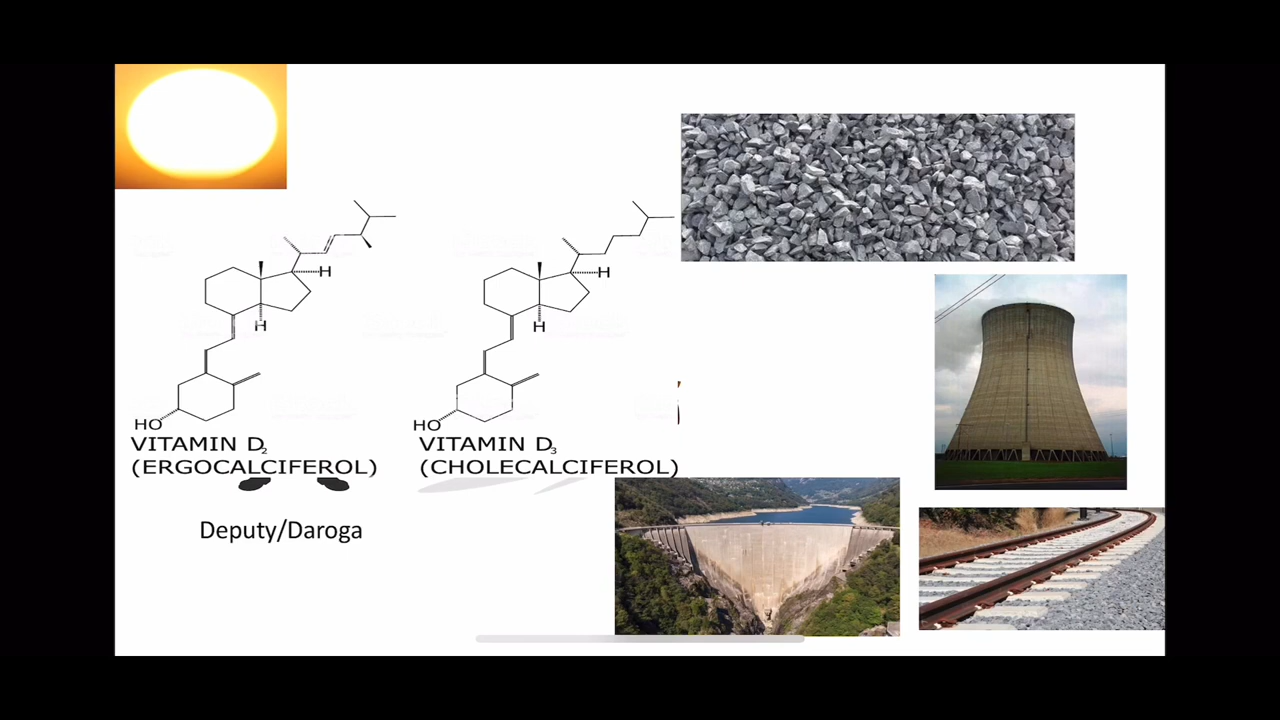 H
H
HO
VITAMIN D2
(ERGOCALCIFEROL)
H
H
HO
VITAMIN D3
(CHOLECALCIFEROL)
Deputy/Daroga